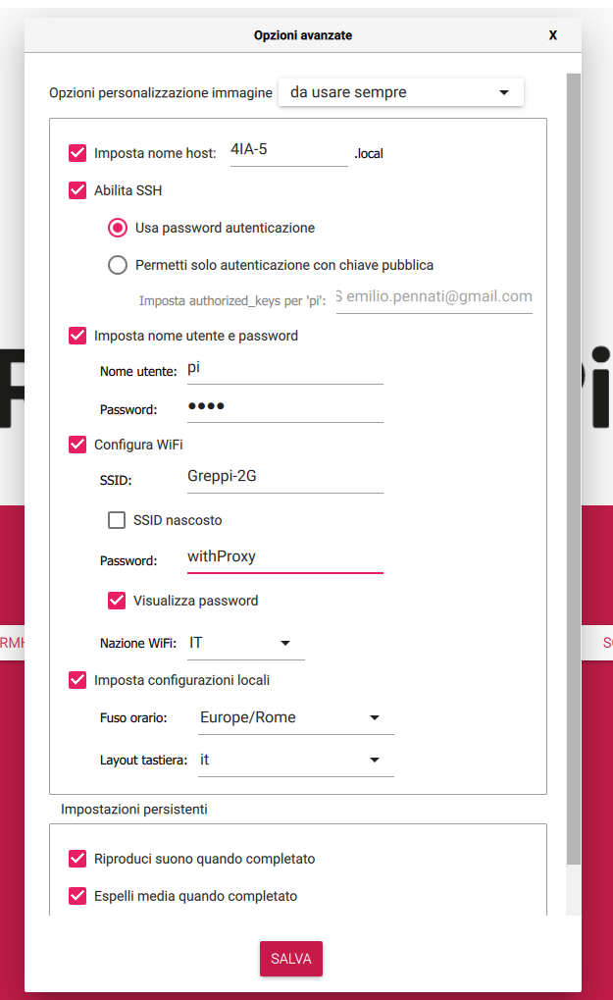 Opzioni avanzate X
Opzioni personalizzazione immagine da usare sempre
Imposta nome host: 4IA-5 .local
Abilita SSH
Usa password autenticazione
Permetti solo autenticazione con chiave pubblica
Imposta authorized_keys per 'pi': emilio.pennati@gmail.com
Imposta nome utente e password
Nome utente: pi
Password: ●●●●
Configura WiFi
SSID: Greppi-2G
SSID nascosto
Password: withProxy
Visualizza password
Nazione WiFi: IT
Imposta configurazioni locali
Fuso orario: Europe/Rome
Layout tastiera: it
Impostazioni persistenti
Riproduci suono quando completato
Espelli media quando completato
SALVA